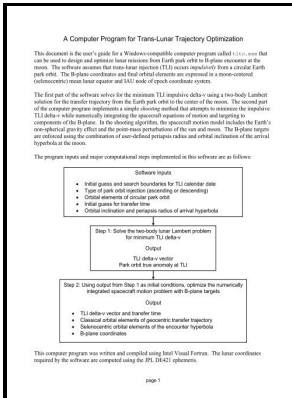 A Computer Program for Trans-Lunar Trajectory Optimization
This document is the user's guide for a Windows-compatible computer program called tlto.exe that
can be used to design and optimize lunar missions from Earth park orbit to B-plane encounter at the
moon. The software assumes that trans-lunar injection (TLI) occurs impulsively from a circular Earth
park orbit. The B-plane coordinates and final orbital elements are expressed in a moon-centered
(selenocentric) mean lunar equator and IAU node of epoch coordinate system.
The first part of the software solves for the minimum TLI impulsive delta-v using a two-body Lambert
solution for the transfer trajectory from the Earth park orbit to the center of the moon. The second part
of the computer program implements a simple shooting method that attempts to minimize the impulsive
TLI delta-v while numerically integrating the spacecraft equations of motion and targeting to
components of the B-plane. In the shooting algorithm, the spacecraft motion model includes the Earth's
non-spherical gravity effect and the point-mass perturbations of the sun and moon. The B-plane targets
are enforced using the combination of user-defined periapsis radius and orbital inclination of the arrival
hyperbola at the moon.
The program inputs and major computational steps implemented in this software are as follows:
Software inputs
• Initial guess and search boundaries for TLI calendar date
• Type of park orbit injection (ascending or descending)
• Orbital elements of circular park orbit
• Initial guess for transfer time
• Orbital inclination and periapsis radius of arrival hyperbola
Step 1: Solve the two-body lunar Lambert problem
for minimum TLI delta-v
Output
TLI delta-v vector
Park orbit true anomaly at TLI
Step 2: Using output from Step 1 as initial conditions, optimize the numerically
integrated spacecraft motion problem with B-plane targets
Output
• TLI delta-v vector and transfer time
• Classical orbital elements of geocentric transfer trajectory
• Selenocentric orbital elements of the encounter hyperbola
• B-plane coordinates
This computer program was written and compiled using Intel Visual Fortran. The lunar coordinates
required by the software are computed using the JPL DE421 ephemeris.
page 1